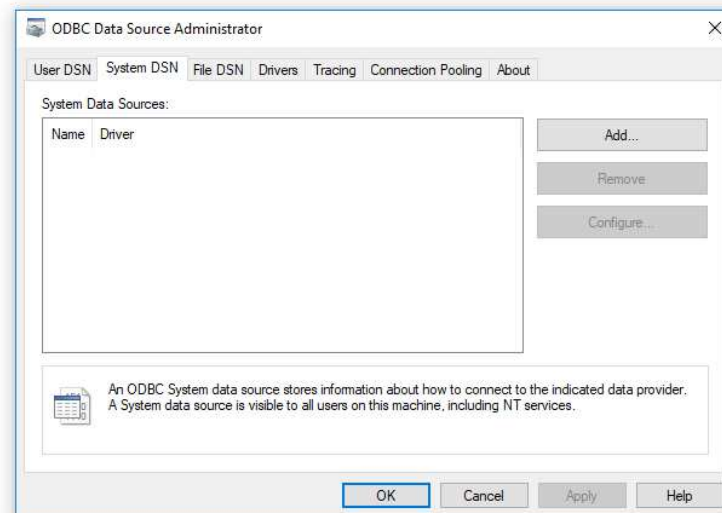 ODBC Data Source Administrator
User DSN System DSN File DSN Drivers Tracing Connection Pooling About
System Data Sources:
Name Driver
Add...
Remove
Configure...
An ODBC System data source stores information about how to connect to the indicated data provider.
A System data source is visible to all users on this machine, including NT services.
OK Cancel Apply Help